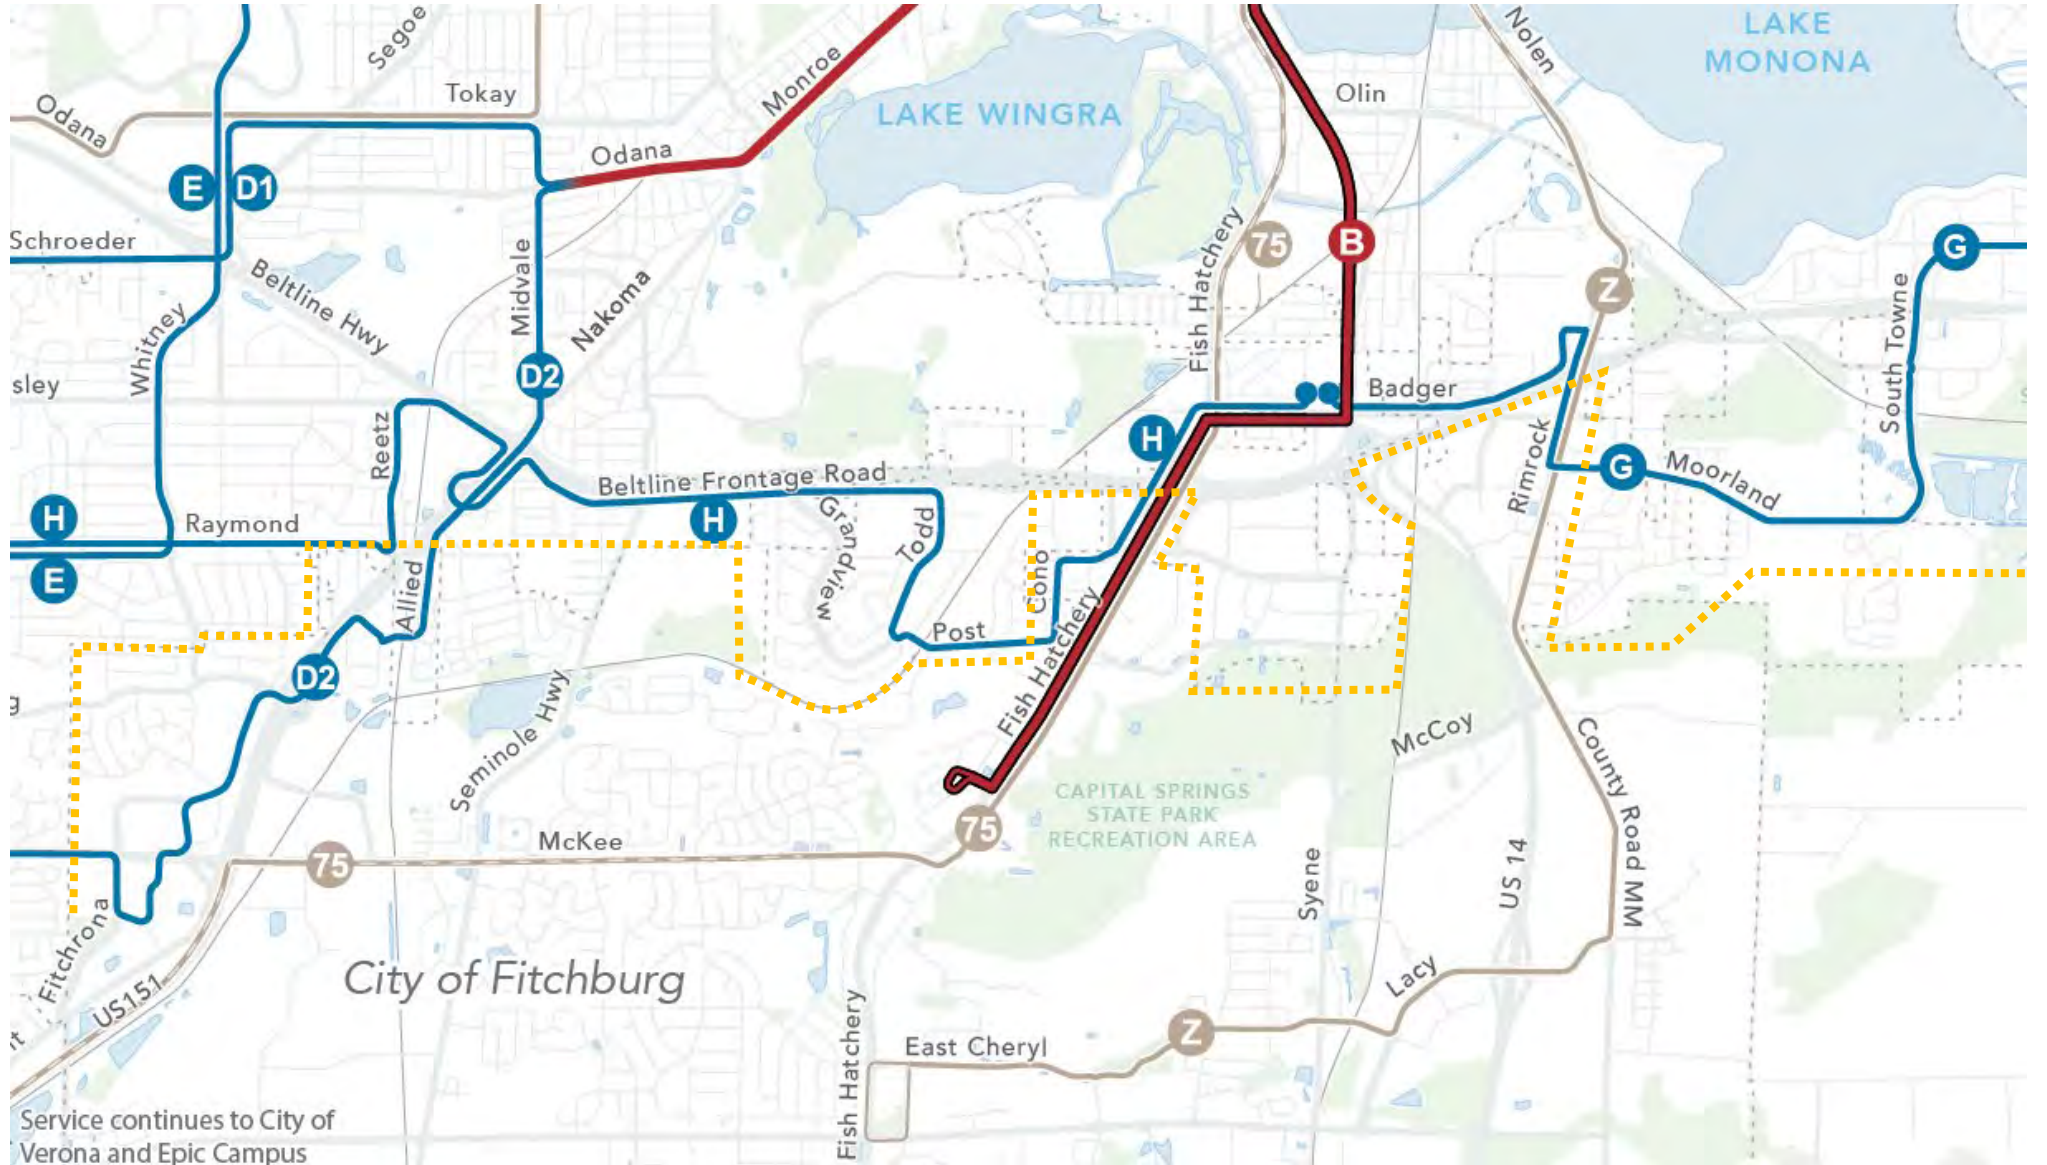 Segoe
Nolen
LAKE
MONONA
Tokay
Monroe
Olin
Odana
LAKE WINGRA
Odana
E
D1
Schroeder
Fish Hatchery
75
B
G
Midvale
Beltline Hwy
Nakoma
Z
South Towne
Whitney
sley
D2
Badger
Reetz
H
Rimrock
G
Moorland
Beltline Frontage Road
H
H
Raymond
Grandview
Todd
E
Allied
Cono
Post
Fish Hatchery
D2
g
Seminole Hwy
McCoy
County Road MM
CAPITAL SPRINGS
STATE PARK
RECREATION AREA
75
McKee
75
Syene
US 14
Fitchrona
City of Fitchburg
US151
Lacy
Fish Hatchery
East Cheryl
Z
Service continues to City of
Verona and Epic Campus